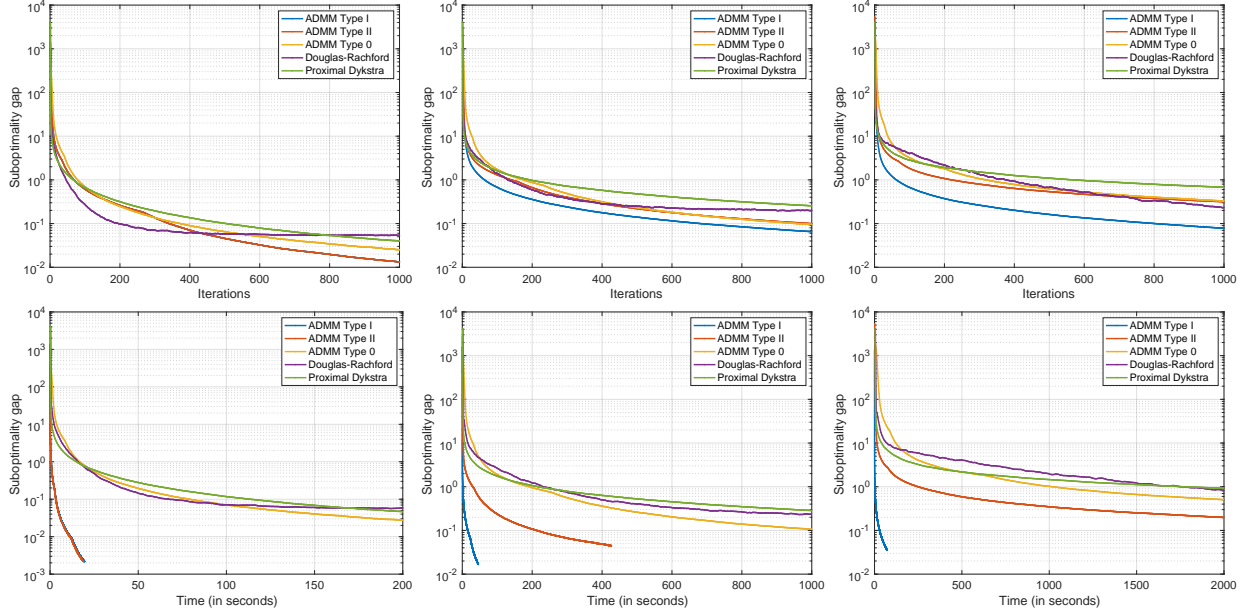 10^4
10^3
10^2
10^1
10^0
10^-1
10^-2
Suboptimality gap
0 200 400 600 800 1000
Iterations
ADMM Type I
ADMM Type II
ADMM Type 0
Douglas-Rachford
Proximal Dykstra
10^4
10^3
10^2
10^1
10^0
10^-1
10^-2
Suboptimality gap
0 200 400 600 800 1000
Iterations
ADMM Type I
ADMM Type II
ADMM Type 0
Douglas-Rachford
Proximal Dykstra
10^4
10^3
10^2
10^1
10^0
10^-1
10^-2
Suboptimality gap
0 200 400 600 800 1000
Iterations
ADMM Type I
ADMM Type II
ADMM Type 0
Douglas-Rachford
Proximal Dykstra
10^4
10^3
10^2
10^1
10^0
10^-1
10^-2
10^-3
Suboptimality gap
0 50 100 150 200
Time (in seconds)
ADMM Type I
ADMM Type II
ADMM Type 0
Douglas-Rachford
Proximal Dykstra
10^4
10^3
10^2
10^1
10^0
10^-1
10^-2
Suboptimality gap
0 200 400 600 800 1000
Time (in seconds)
ADMM Type I
ADMM Type II
ADMM Type 0
Douglas-Rachford
Proximal Dykstra
10^4
10^3
10^2
10^1
10^0
10^-1
10^-2
Suboptimality gap
0 500 1000 1500 2000
Time (in seconds)
ADMM Type I
ADMM Type II
ADMM Type 0
Douglas-Rachford
Proximal Dykstra